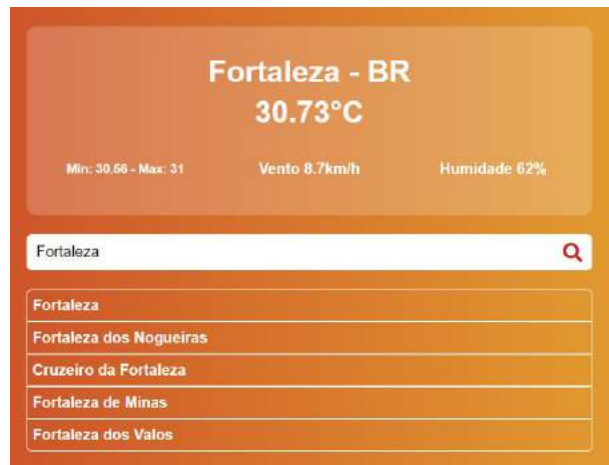 Fortaleza - BR
30.73°C
Min: 30.56 - Max: 31 Vento 8.7km/h Humidade 62%
Fortaleza
Fortaleza
Fortaleza dos Nogueiras
Cruzeiro da Fortaleza
Fortaleza de Minas
Fortaleza dos Valos